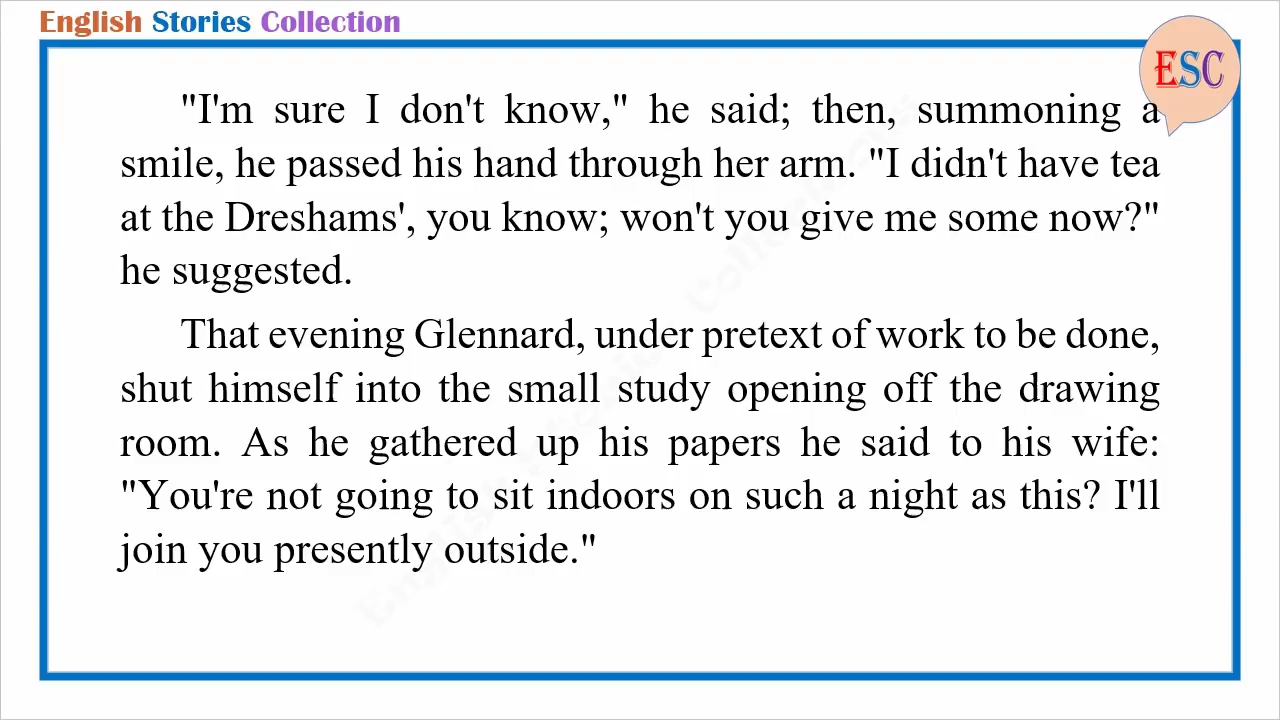 English Stories Collection
ESC
"I'm sure I don't know," he said; then, summoning a
smile, he passed his hand through her arm. "I didn't have tea
at the Dreshams', you know; won't you give me some now?"
he suggested.
That evening Glennard, under pretext of work to be done,
shut himself into the small study opening off the drawing
room. As he gathered up his papers he said to his wife:
"You're not going to sit indoors on such a night as this? I'll
join you presently outside."